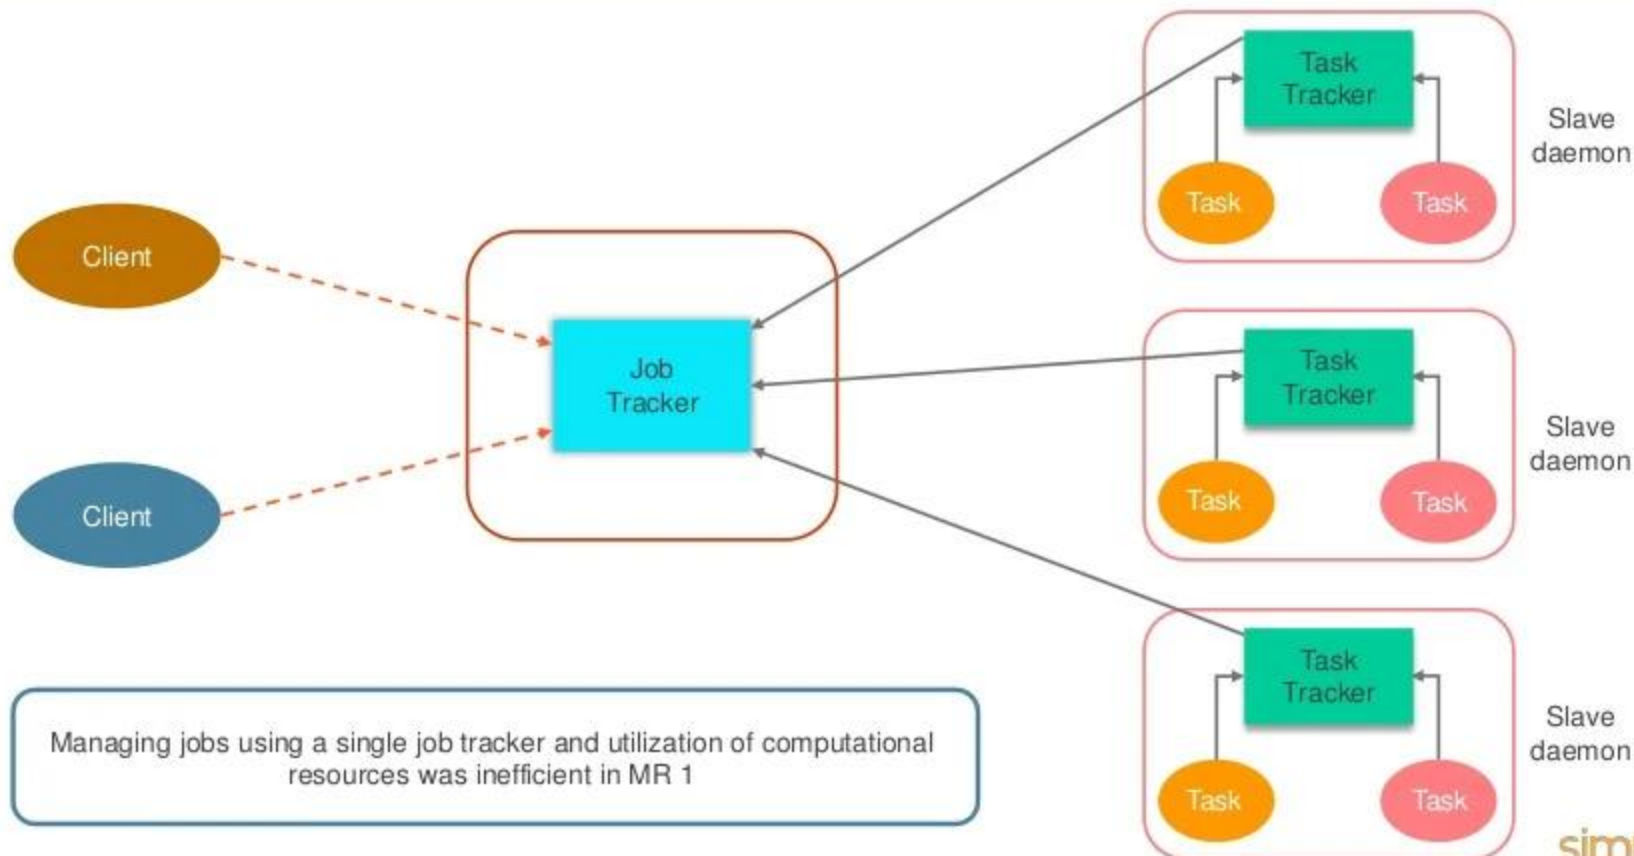 Client
Client
Job
Tracker
Task
Tracker
Task
Task
Slave
daemon
Task
Tracker
Task
Task
Slave
daemon
Task
Tracker
Task
Task
Slave
daemon
Managing jobs using a single job tracker and utilization of computational
resources was inefficient in MR 1